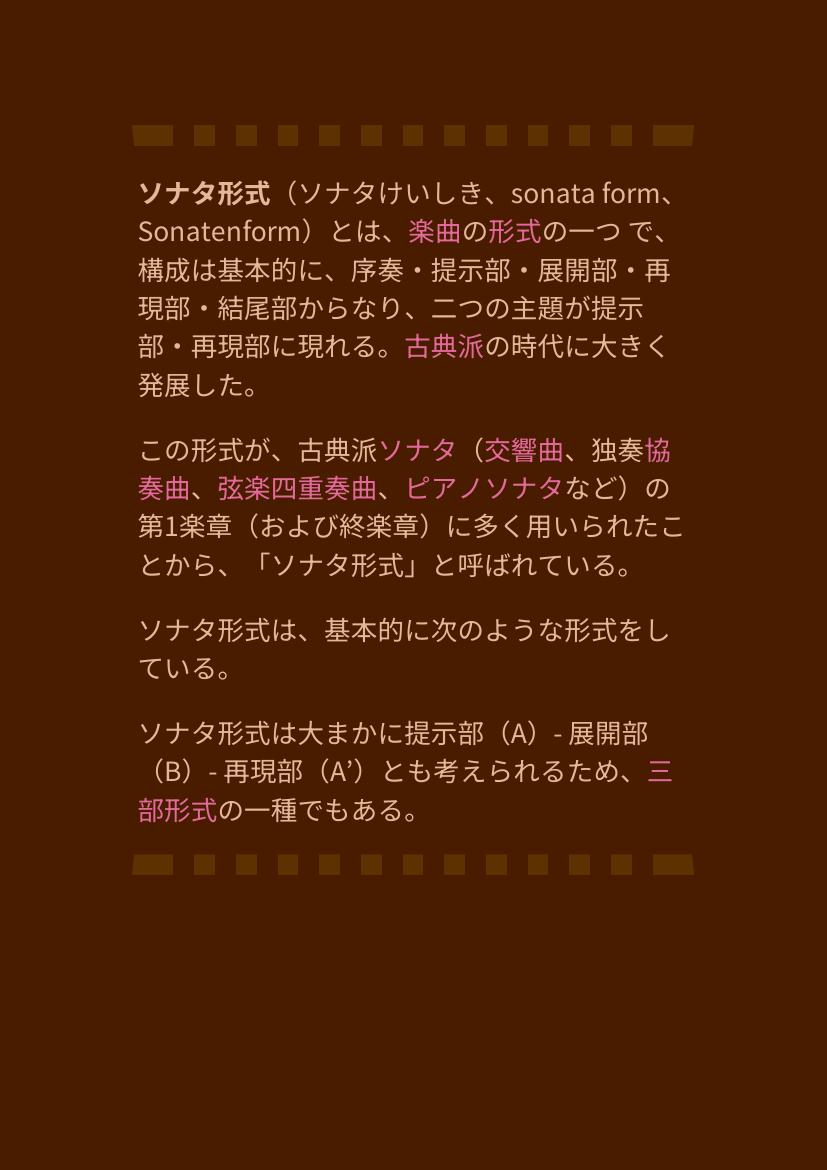 ソナタ形式（ソナタけいしき、sonata form、
Sonatenform）とは、楽曲の形式の一つ で、
構成は基本的に、序奏・提示部・展開部・再
現部・結尾部からなり、二つの主題が提示
部・再現部に現れる。古典派の時代に大きく
発展した。
この形式が、古典派ソナタ（交響曲、独奏協
奏曲、弦楽四重奏曲、ピアノソナタなど）の
第1楽章（および終楽章）に多く用いられたこ
とから、「ソナタ形式」と呼ばれている。
ソナタ形式は、基本的に次のような形式をし
ている。
ソナタ形式は大まかに提示部（A）- 展開部
（B）- 再現部（A’）とも考えられるため、三
部形式の一種でもある。